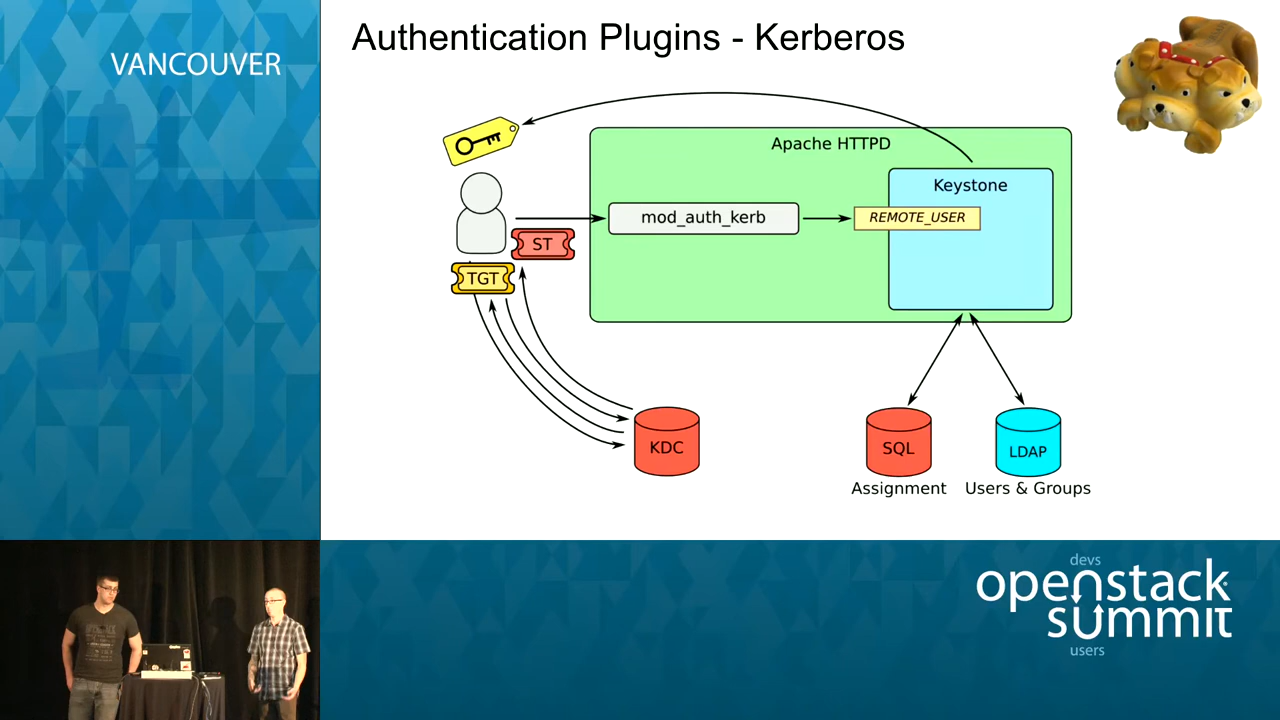 VANCOUVER
Authentication Plugins - Kerberos
Apache HTTPD
Keystone
mod_auth_kerb
REMOTE_USER
ST
TGT
KDC
SQL
LDAP
Assignment
Users & Groups
devs
openstack
summit
users